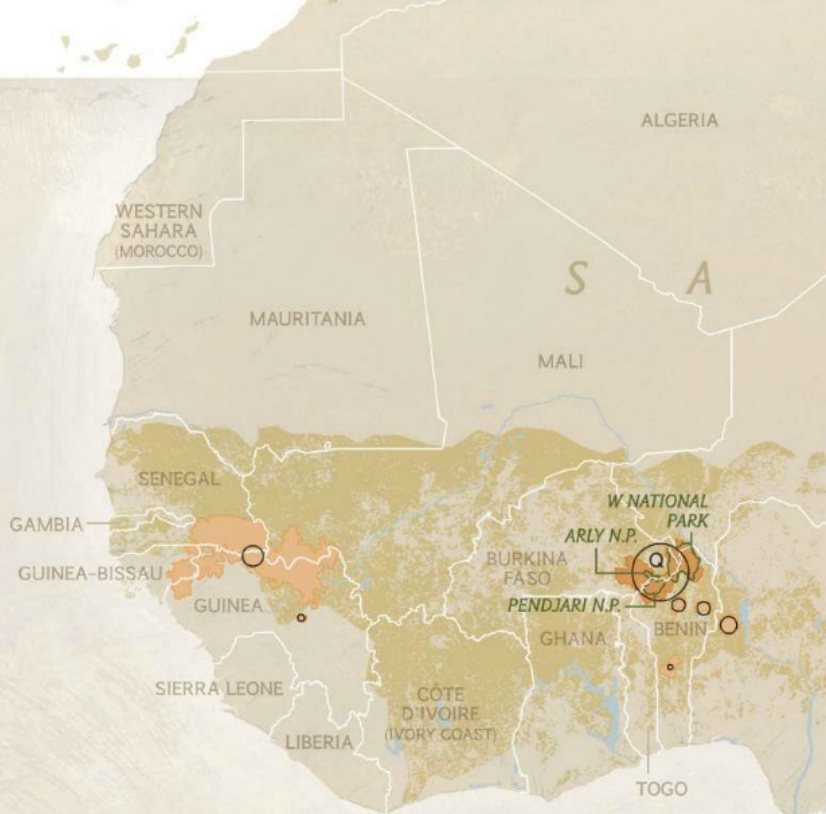 ALGERIA
WESTERN
SAHARA
(MOROCCO)
S A
MAURITANIA
MALI
SENEGAL
W NATIONAL
PARK
GAMBIA
ARLY N.P.
BURKINA
FASO
Q
GUINEA-BISSAU
GUINEA
PENDJARI N.P.
BENIN
GHANA
SIERRA LEONE
CÔTE
D'IVOIRE
(IVORY COAST)
LIBERIA
TOGO